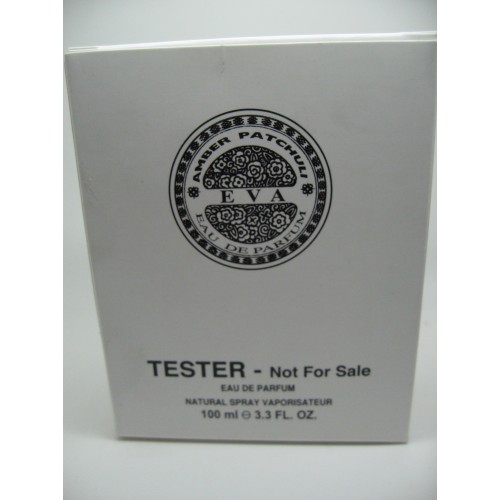 AMBER PATCHULI
EVA
EAU DE PARFUM
TESTER - Not For Sale
EAU DE PARFUM
NATURAL SPRAY VAPORISATEUR
100 ml ℮ 3.3 FL. OZ.